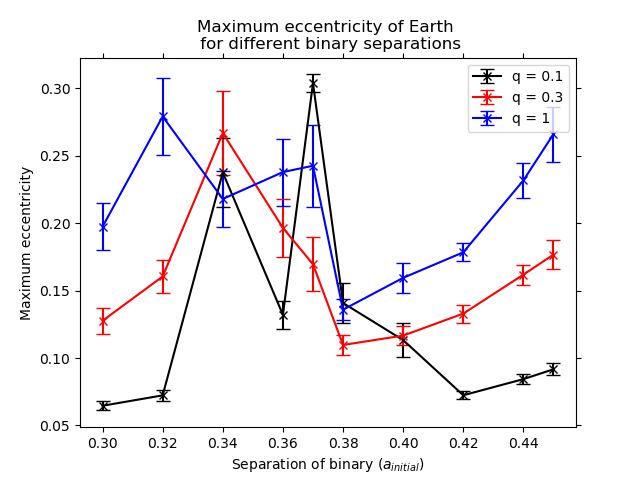 Maximum eccentricity of Earth
for different binary separations
q = 0.1
q = 0.3
q = 1
0.30
0.25
0.20
0.15
0.10
0.05
Maximum eccentricity
0.30 0.32 0.34 0.36 0.38 0.40 0.42 0.44
Separation of binary (a_initial)